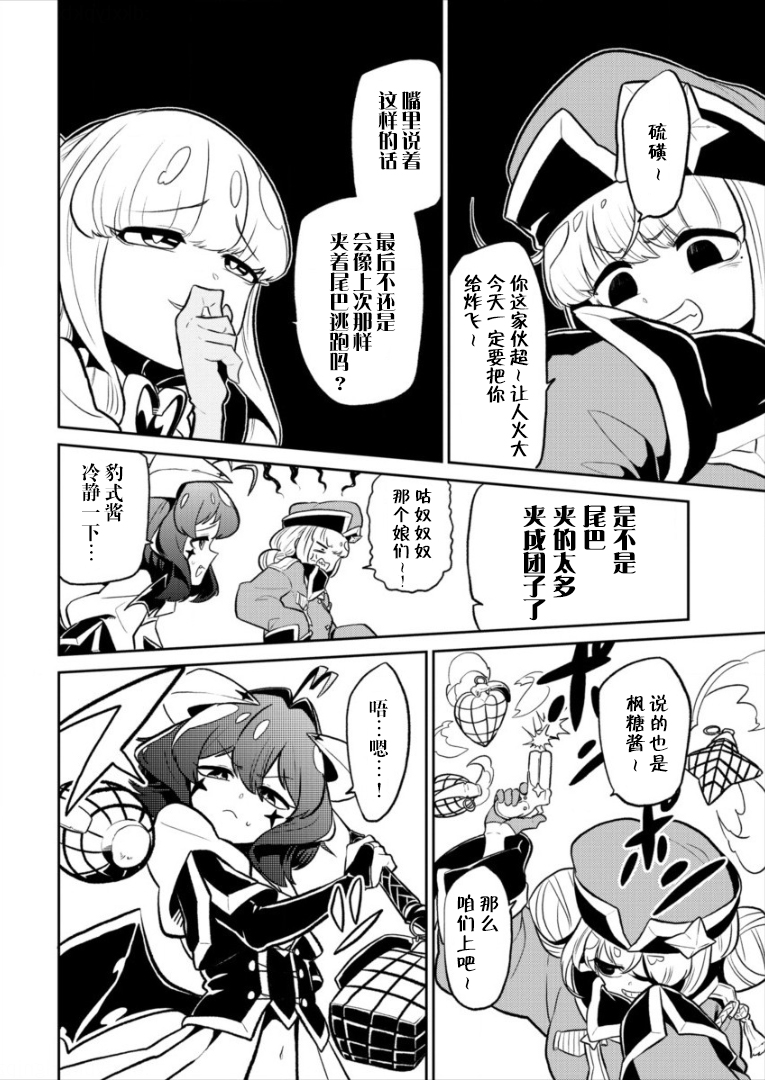 硫磺～
你这家伙超～让人火大
今天一定要把你
给炸飞～
嘴里说着
这样的话
最后不还是
会像上次那样
夹着尾巴逃跑吗？
是不是
尾巴
夹的太多
夹成团子了
咕奴奴奴
那个娘们～！
豹式酱
冷静一下…
说的也是
枫糖酱～
ボボボ
那么
咱们上吧～
唔…嗯…！